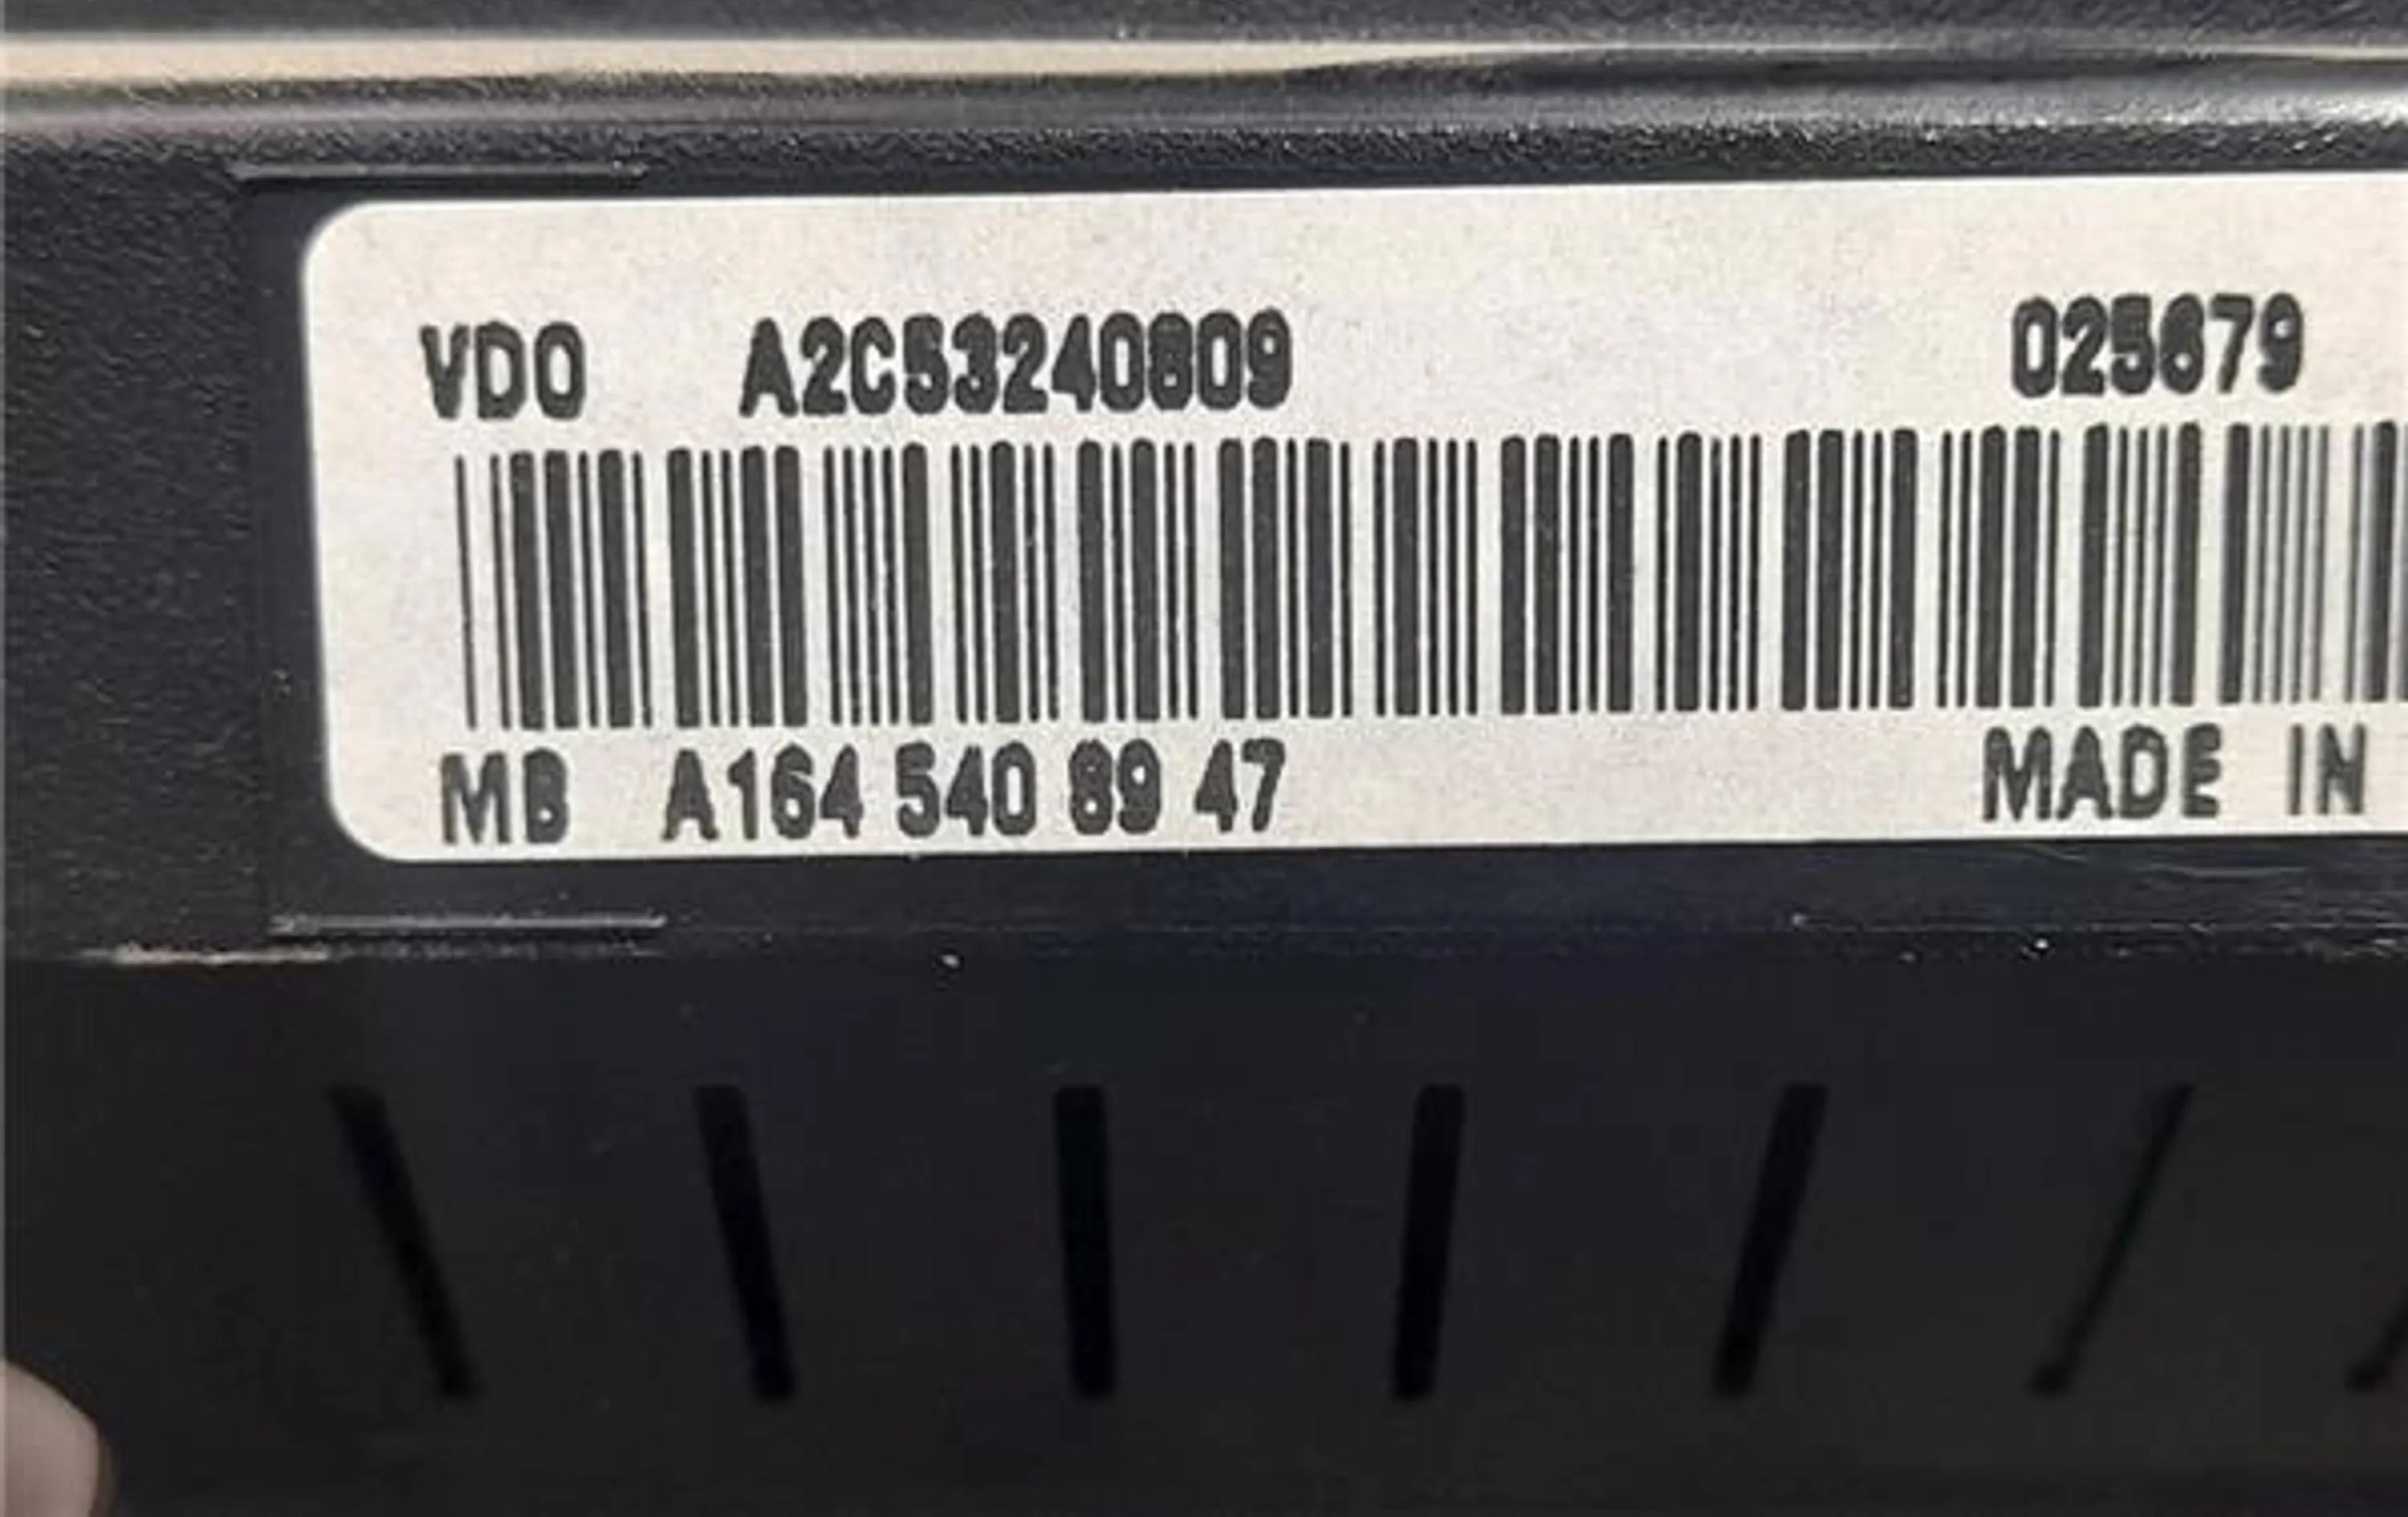 VDO A2C53240809 025679
MB A164 540 89 47 MADE IN